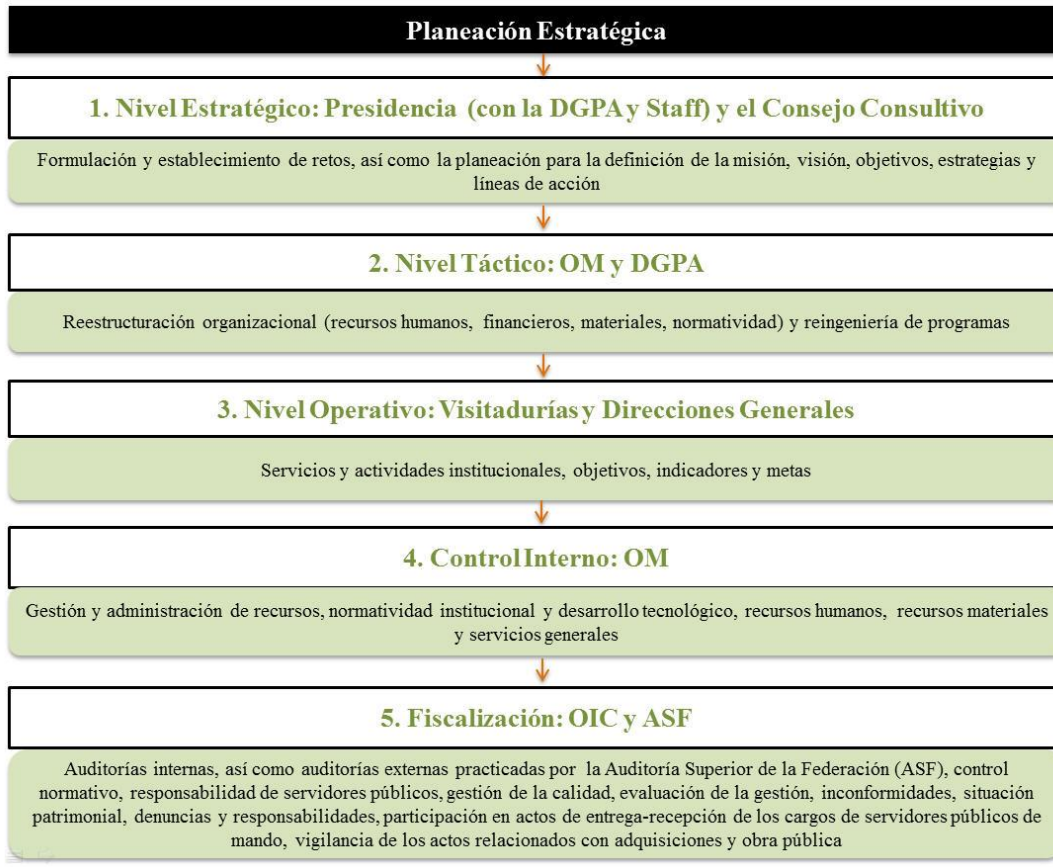 Planeación Estratégica
1. Nivel Estratégico: Presidencia (con la DGPA y Staff) y el Consejo Consultivo
Formulación y establecimiento de retos, así como la planeación para la definición de la misión, visión, objetivos, estrategias y
líneas de acción
2. Nivel Táctico: OM y DGPA
Reestructuración organizacional (recursos humanos, financieros, materiales, normatividad) y reingeniería de programas
3. Nivel Operativo: Visitadurías y Direcciones Generales
Servicios y actividades institucionales, objetivos, indicadores y metas
4. Control Interno: OM
Gestión y administración de recursos, normatividad institucional y desarrollo tecnológico, recursos humanos, recursos materiales
y servicios generales
5. Fiscalización: OIC y ASF
Auditorías internas, así como auditorías externas practicadas por la Auditoría Superior de la Federación (ASF), control
normativo, responsabilidad de servidores públicos, gestión de la calidad, evaluación de la gestión, inconformidades, situación
patrimonial, denuncias y responsabilidades, participación en actos de entrega-recepción de los cargos de servidores públicos de
mando, vigilancia de los actos relacionados con adquisiciones y obra pública